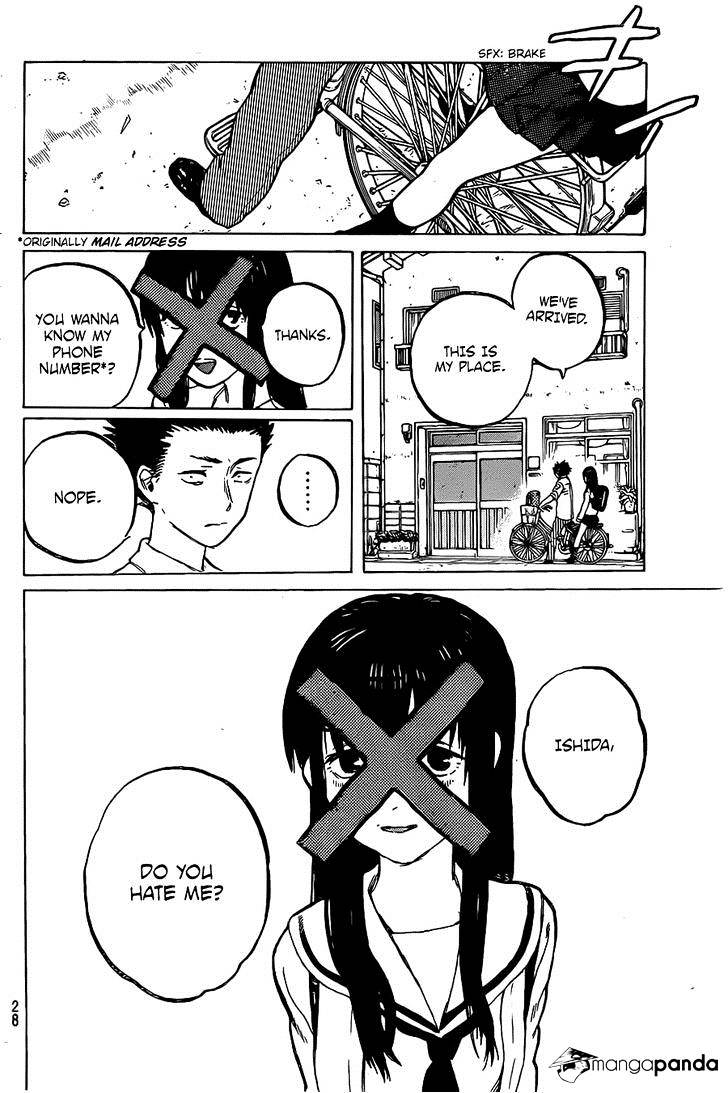 SFX: BRAKE
キ
WE'VE
ARRIVED.
THIS IS
MY PLACE.
*ORIGINALLY MAIL ADDRESS
THANKS.
YOU WANNA
KNOW MY
PHONE
NUMBER*?
........
NOPE.
ISHIDA,
DO YOU
HATE ME?
28
mangapanda